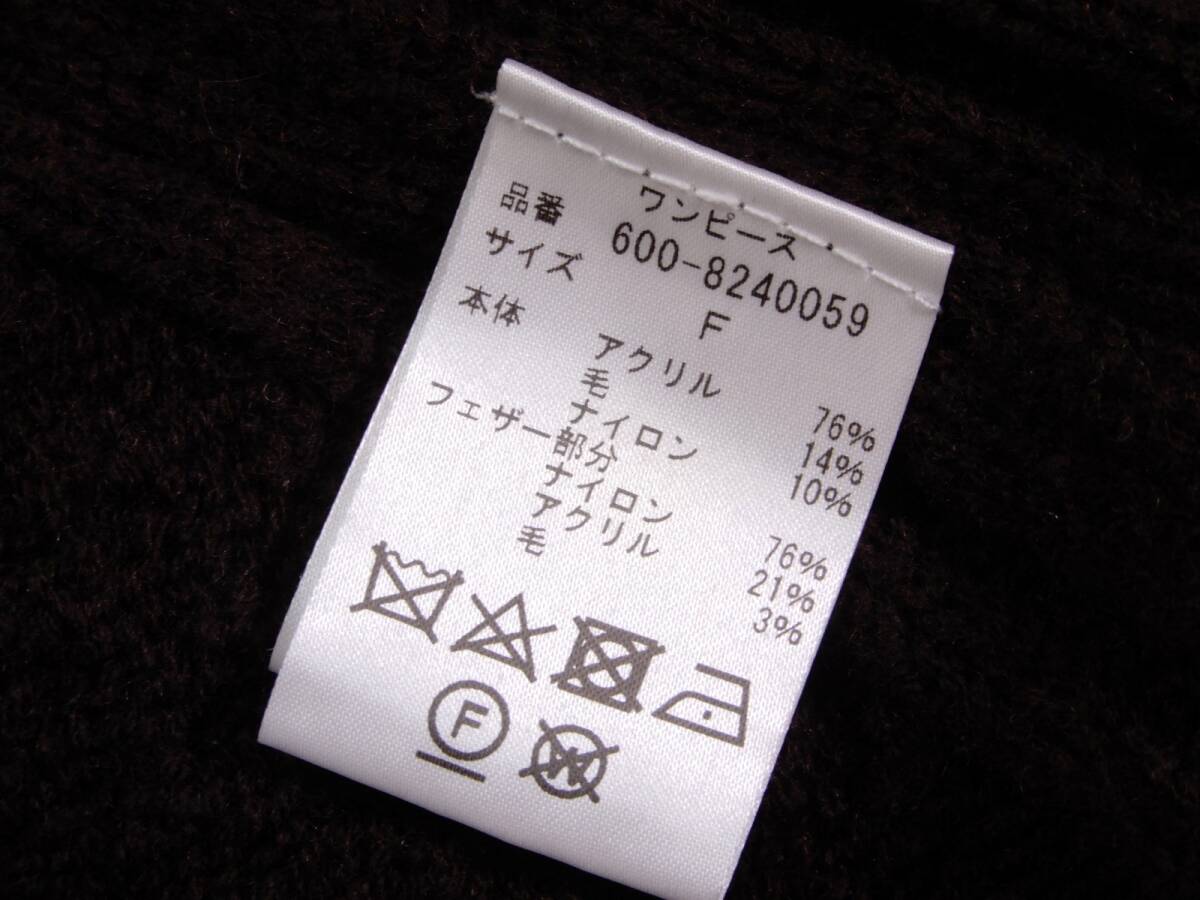 ワンピース
品番 600-8240059
サイズ F
本体
アクリル 76%
毛 14%
ナイロン 10%
フェザー部分
ナイロン 76%
アクリル 21%
毛 3%
F W